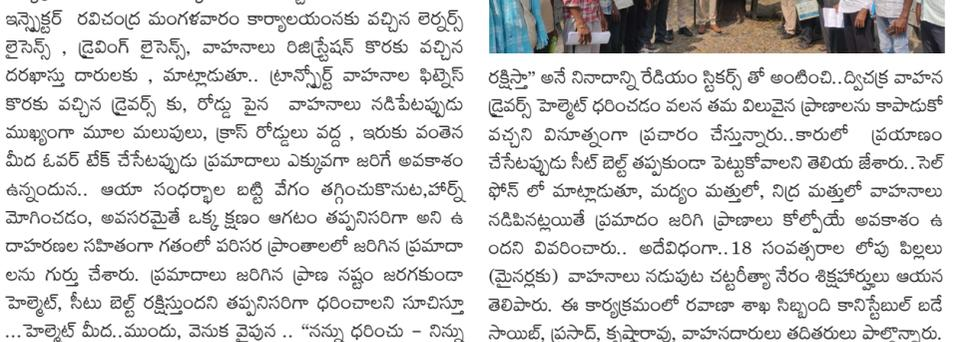 ఇన్స్పెక్టర్ రవిచంద్ర మంగళవారం కార్యాలయంనకు వచ్చిన లెర్నర్స్
లైసెన్స్ , డ్రైవింగ్ లైసెన్స్, వాహనాలు రిజిస్ట్రేషన్ కొరకు వచ్చిన
దరఖాస్తు దారులకు , మాట్లాడుతూ.. ట్రాన్స్పోర్ట్ వాహనాల ఫిట్నెస్
కొరకు వచ్చిన డ్రైవర్స్ కు, రోడ్డు పైన వాహనాలు నడిపేటప్పుడు
ముఖ్యంగా మూల మలుపులు, క్రాస్ రోడ్డులు వద్ద , ఇరుకు వంతెన
మీద ఓవర్ టేక్ చేసేటప్పుడు ప్రమాదాలు ఎక్కువగా జరిగే అవకాశం
ఉన్నందున.. ఆయా సంధర్భాల బట్టి వేగం తగ్గించుకొనుట,హార్న్
మోగించడం, అవసరమైతే ఒక్క క్షణం ఆగటం తప్పనిసరిగా అని ఉ
దాహరణల సహితంగా గతంలో పరిసర ప్రాంతాలలో జరిగిన ప్రమాదా
లను గుర్తు చేశారు. ప్రమాదాలు జరిగిన ప్రాణ నష్టం జరగకుండా
హెల్మెట్, సీటు బెల్ట్ రక్షిస్తుందని తప్పనిసరిగా ధరించాలని సూచిస్తూ
...హెల్మెట్ మీద..ముందు, వెనుక వైపున .. “నన్ను ధరించు – నిన్ను
రక్షిస్తా” అనే నినాదాన్ని రేడియం స్టికర్స్ తో అంటించి..ద్విచక్ర వాహన
డ్రైవర్స్ హెల్మెట్ ధరించడం వలన తమ విలువైన ప్రాణాలను కాపాడుకో
వచ్చని వినూత్నంగా ప్రచారం చేస్తున్నారు..కారులో ప్రయాణం
చేసేటప్పుడు సీట్ బెల్ట్ తప్పకుండా పెట్టుకోవాలని తెలియ జేశారు..సెల్
ఫోన్ లో మాట్లాడుతూ, మద్యం మత్తులో, నిద్ర మత్తులో వాహనాలు
నడిపినట్లయితే ప్రమాదం జరిగి ప్రాణాలు కోల్పోయే అవకాశం ఉ
ందని వివరించారు.. అదేవిధంగా..18 సంవత్సరాల లోపు పిల్లలు
(మైనర్లకు) వాహనాలు నడుపుట చట్టరీత్యా నేరం శిక్షహార్హులు ఆయన
తెలిపారు. ఈ కార్యక్రమంలో రవాణా శాఖ సిబ్బంది కానిస్టేబుల్ బడే
సాయిబ్, ప్రసాద్, కృష్ణారావు, వాహనదారులు తదితరులు పాల్గొన్నారు.